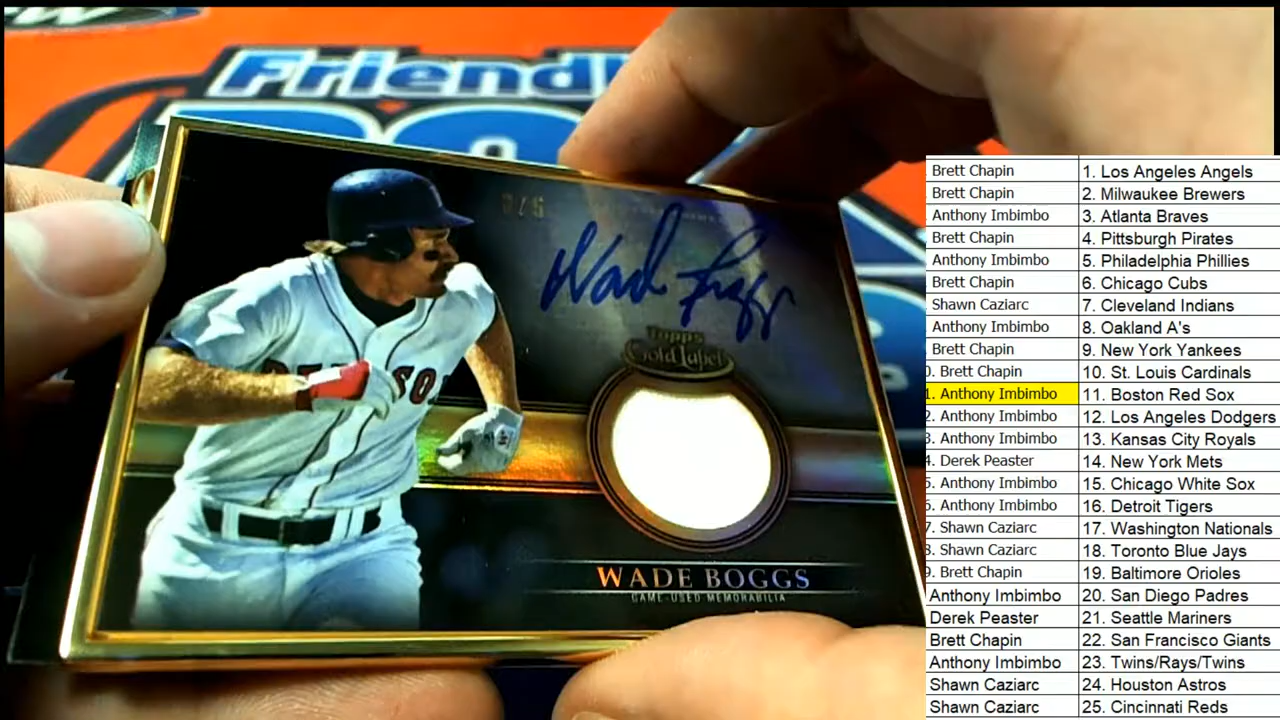 Friendl
Wade Boggs
Topps
Gold Label
RED SO
WADE BOGGS
GAME-USED MEMORABILIA
Brett Chapin 1. Los Angeles Angels
Brett Chapin 2. Milwaukee Brewers
Anthony Imbimbo 3. Atlanta Braves
Brett Chapin 4. Pittsburgh Pirates
Anthony Imbimbo 5. Philadelphia Phillies
Brett Chapin 6. Chicago Cubs
Shawn Caziarc 7. Cleveland Indians
Anthony Imbimbo 8. Oakland A's
Brett Chapin 9. New York Yankees
0. Brett Chapin 10. St. Louis Cardinals
1. Anthony Imbimbo 11. Boston Red Sox
2. Anthony Imbimbo 12. Los Angeles Dodgers
3. Anthony Imbimbo 13. Kansas City Royals
4. Derek Peaster 14. New York Mets
5. Anthony Imbimbo 15. Chicago White Sox
6. Anthony Imbimbo 16. Detroit Tigers
7. Shawn Caziarc 17. Washington Nationals
8. Shawn Caziarc 18. Toronto Blue Jays
9. Brett Chapin 19. Baltimore Orioles
Anthony Imbimbo 20. San Diego Padres
Derek Peaster 21. Seattle Mariners
Brett Chapin 22. San Francisco Giants
Anthony Imbimbo 23. Twins/Rays/Twins
Shawn Caziarc 24. Houston Astros
Shawn Caziarc 25. Cincinnati Reds